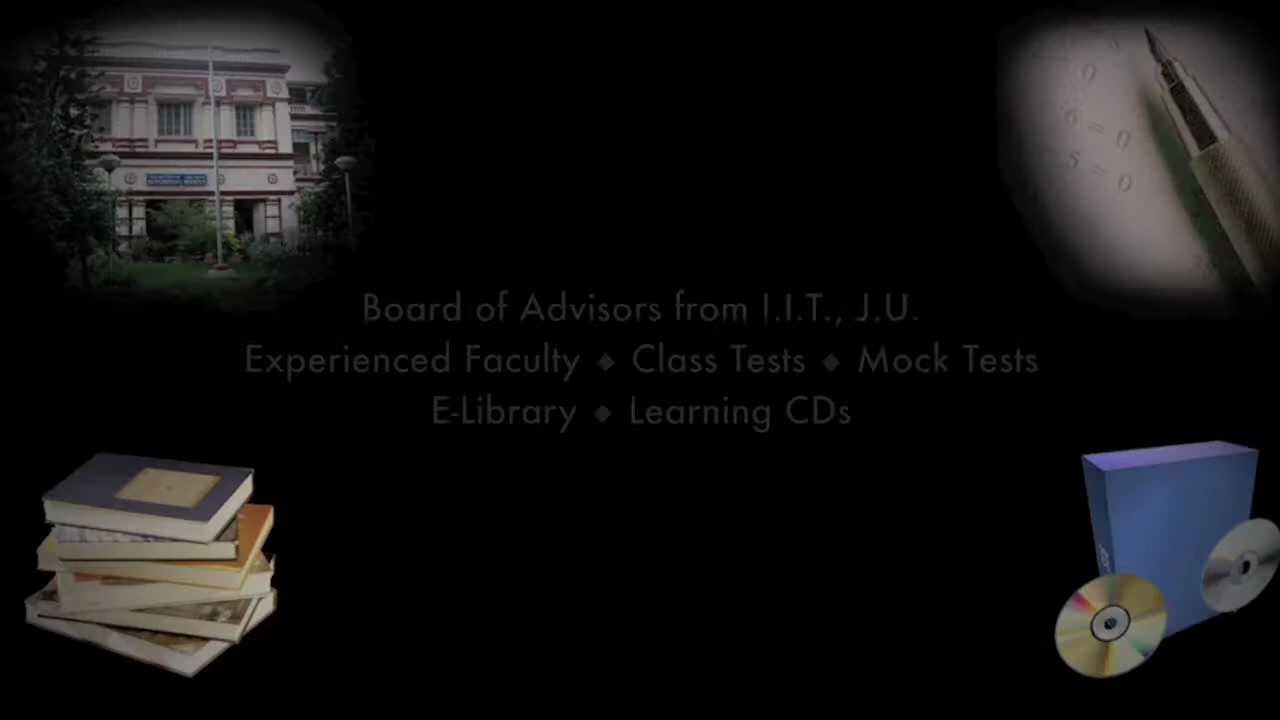 Board of Advisors from I.I.T., J.U.
Experienced Faculty ◆ Class Tests ◆ Mock Tests
E-Library ◆ Learning CDs